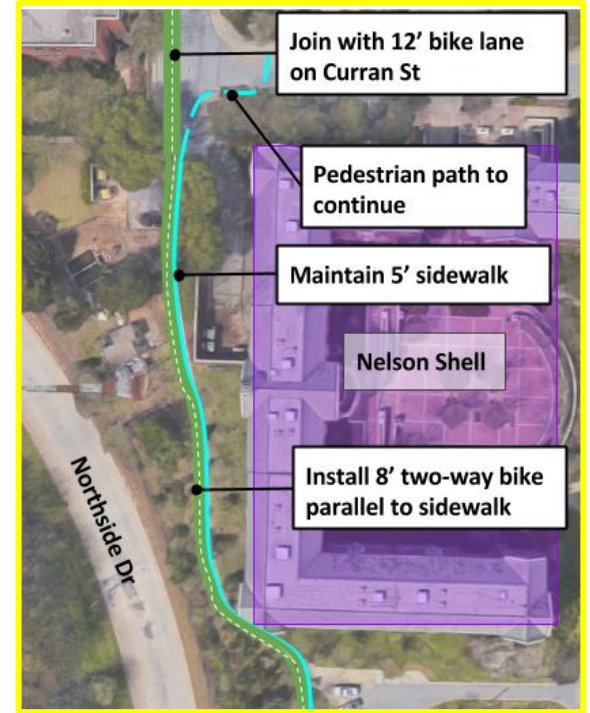 Join with 12’ bike lane
on Curran St
Pedestrian path to
continue
Maintain 5’ sidewalk
Nelson Shell
Install 8’ two-way bike
parallel to sidewalk
Northside Dr